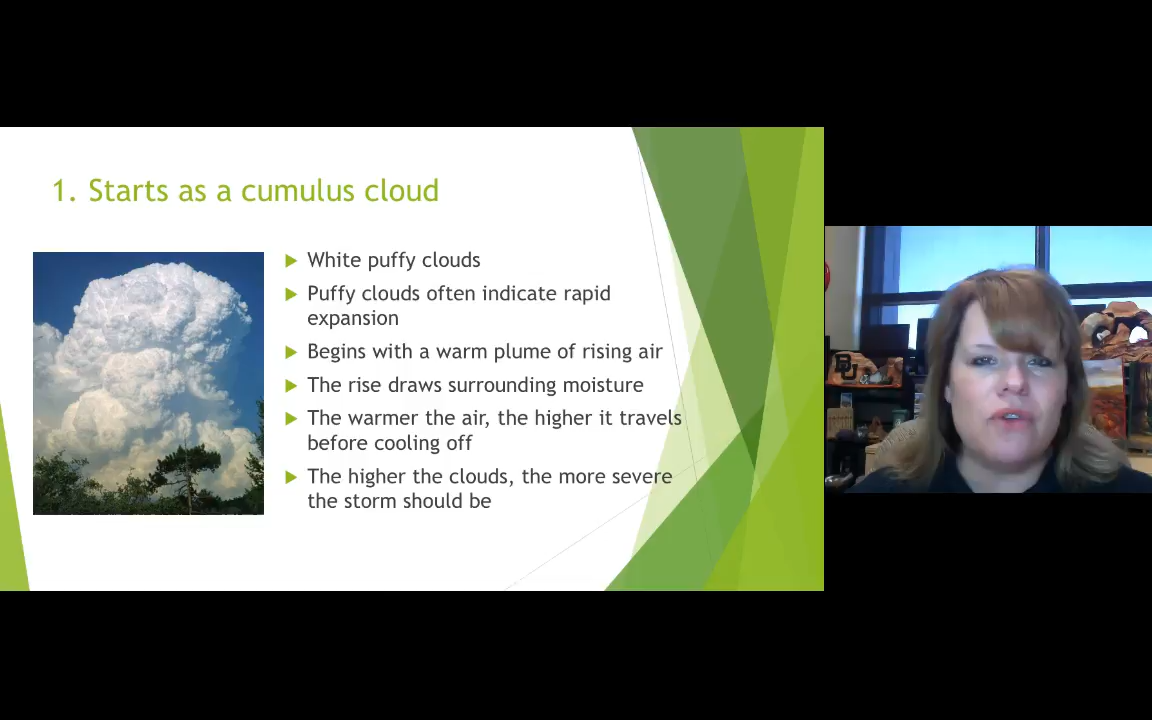 1. Starts as a cumulus cloud
White puffy clouds
Puffy clouds often indicate rapid
expansion
Begins with a warm plume of rising air
The rise draws surrounding moisture
The warmer the air, the higher it travels
before cooling off
The higher the clouds, the more severe
the storm should be
BU